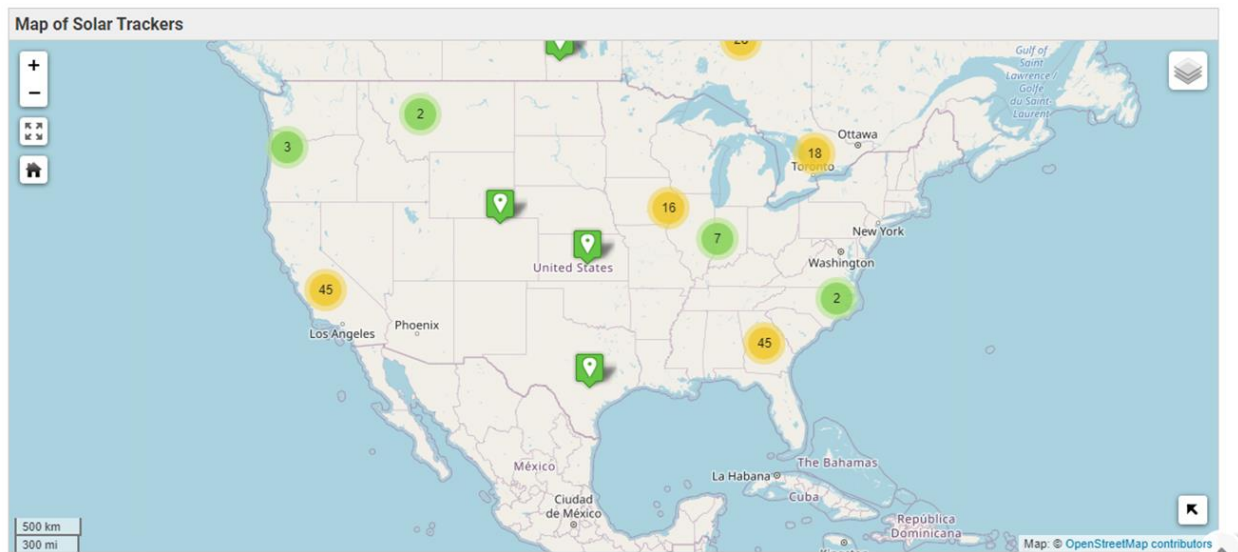 Map of Solar Trackers
+
−
Gulf of
Saint
Lawrence /
Golfe
du Saint-
Laurent
2
3
18
Ottawa
Toronto
16
7
New York
Washington
United States
45
2
Los Angeles
Phoenix
45
México
La Habana
The Bahamas
Cuba
Ciudad
de México
República
Dominicana
500 km
300 mi
Map: © OpenStreetMap contributors